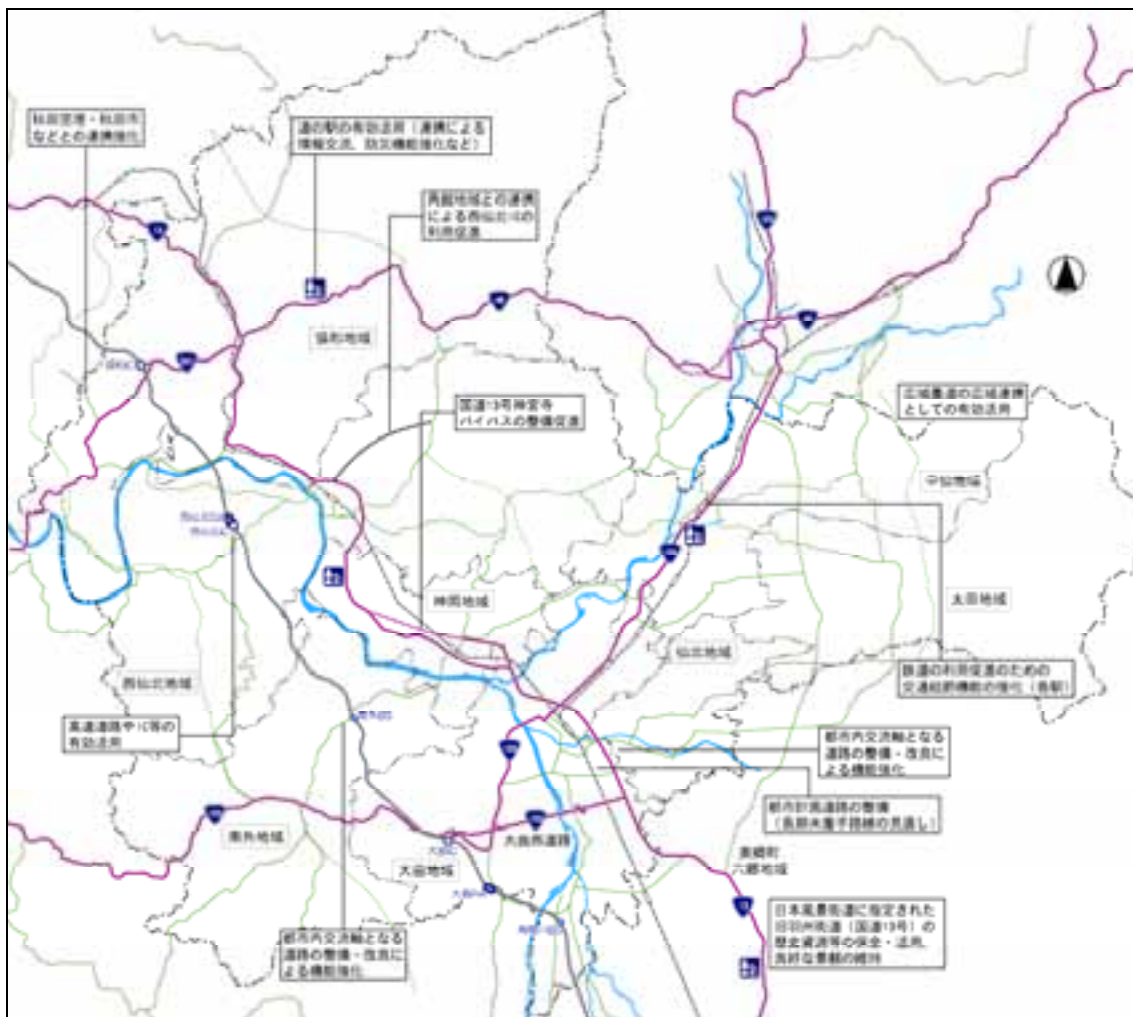 秋田空港・秋田市
などとの連携強化
道の駅の有効活用（連携による
情報交流、防災機能強化など）
角館地域との連携
による西仙北ICの
利用促進
協和地域
国道13号神宮寺
バイパスの整備促進
広域農道の広域連携
としての有効活用
中仙地域
太田地域
神岡地域
仙北地域
西仙北地域
鉄道の利用促進のための
交通結節機能の強化（各駅）
高速道路やIC等の
有効活用
都市内交流軸となる
道路の整備・改良に
よる機能強化
都市計画道路の整備
（長期未着手路線の見直し）
南外地域
大曲西道路
大曲地域
美郷町
六郷地域
都市内交流軸となる
道路の整備・改良
による機能強化
日本風景街道に指定された
旧羽州街道（国道13号）の
歴史資源等の保全・活用、
良好な景観の維持